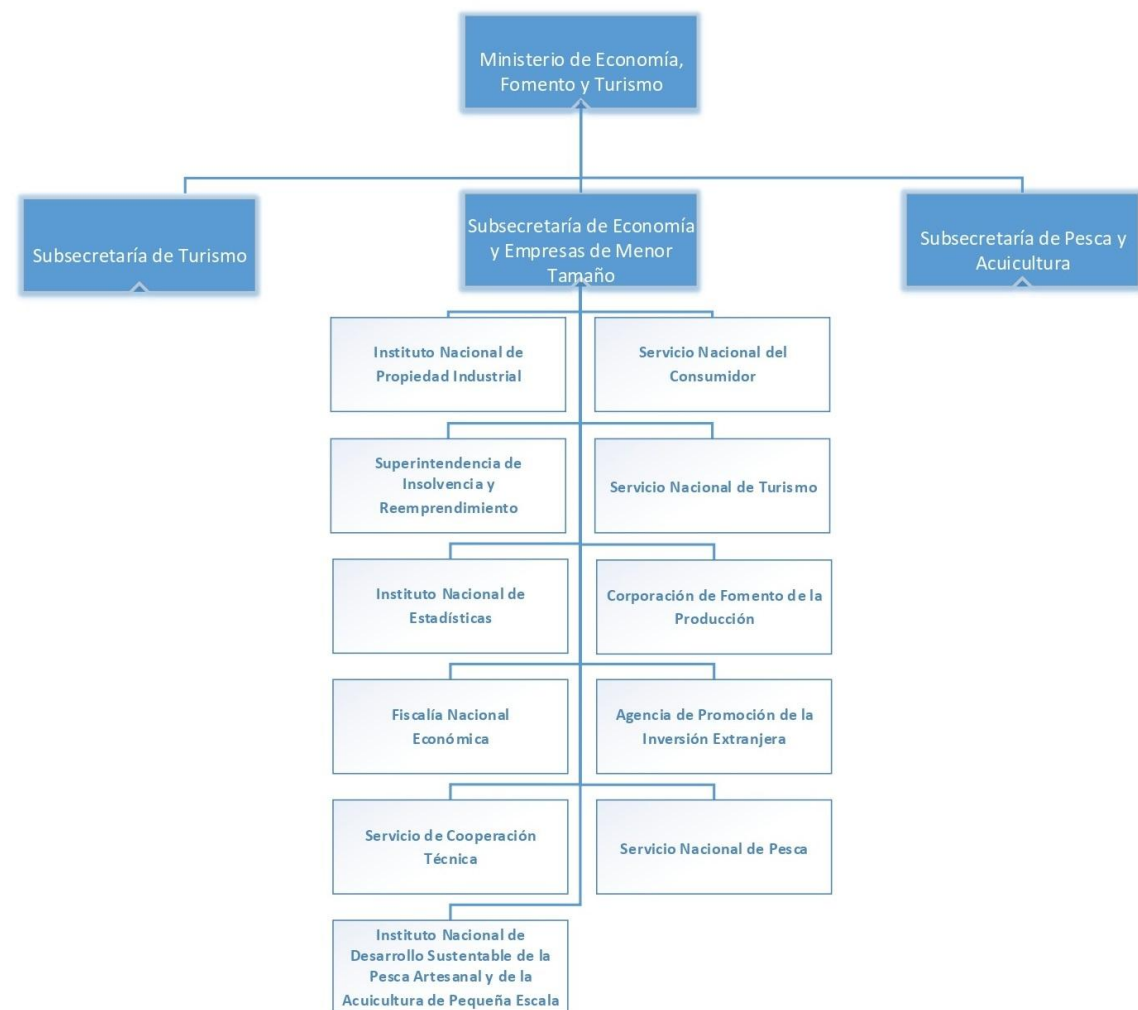 Ministerio de Economía,
Fomento y Turismo
Subsecretaría de Turismo
Subsecretaría de Economía
y Empresas de Menor
Tamaño
Subsecretaría de Pesca y
Acuicultura
Instituto Nacional de
Propiedad Industrial
Servicio Nacional del
Consumidor
Superintendencia de
Insolvencia y
Reemprendimiento
Servicio Nacional de Turismo
Instituto Nacional de
Estadísticas
Corporación de Fomento de la
Producción
Fiscalía Nacional
Económica
Agencia de Promoción de la
Inversión Extranjera
Servicio de Cooperación
Técnica
Servicio Nacional de Pesca
Instituto Nacional de
Desarrollo Sustentable de la
Pesca Artesanal y de la
Acuicultura de Pequeña Escala